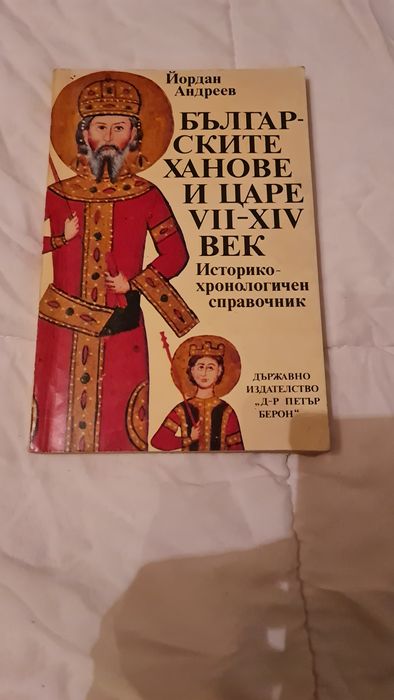 Йордан
Андреев
БЪЛГАР-
СКИТЕ
ХАНОВЕ
И ЦАРЕ
VII–XIV
ВЕК
Историко-
хронологичен
справочник
ДЪРЖАВНО
ИЗДАТЕЛСТВО
„Д-Р ПЕТЪР
БЕРОН“